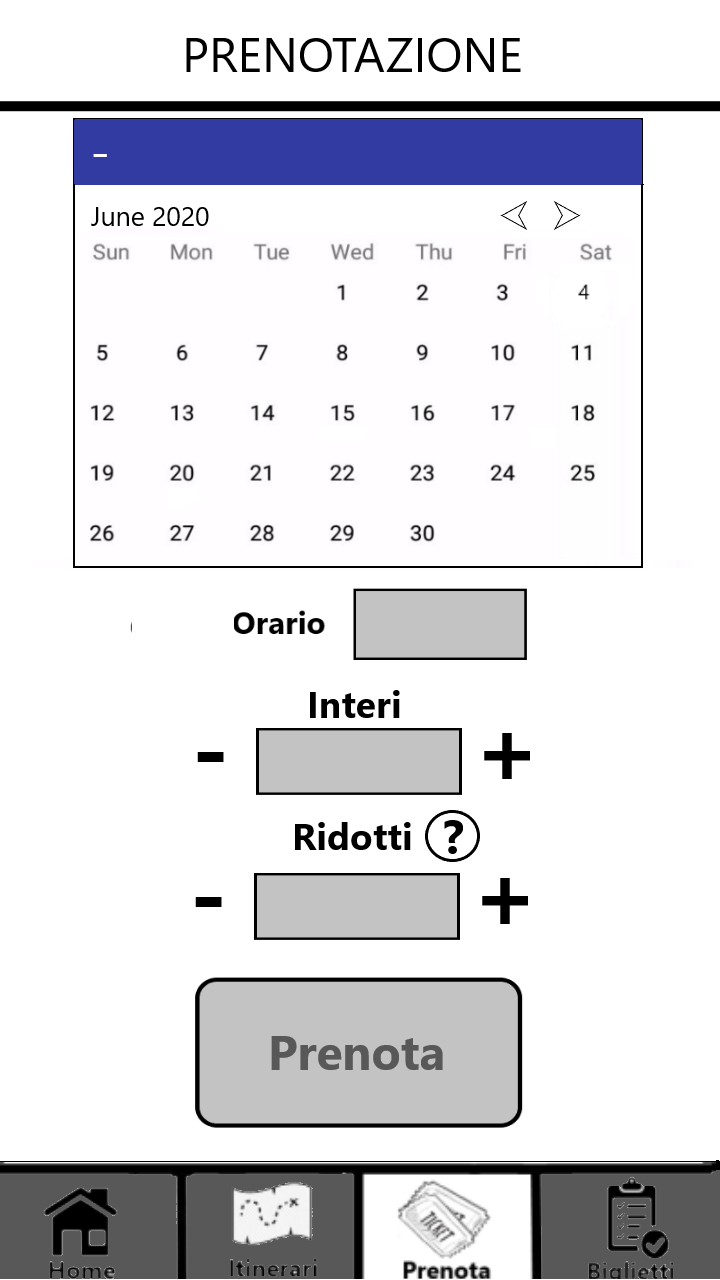 PRENOTAZIONE
–
June 2020
Sun Mon Tue Wed Thu Fri Sat
1 2 3 4
5 6 7 8 9 10 11
12 13 14 15 16 17 18
19 20 21 22 23 24 25
26 27 28 29 30
Orario
Interi
- +
Ridotti ?
- +
Prenota
TICKET
Home Itinerari Prenota Biglietti